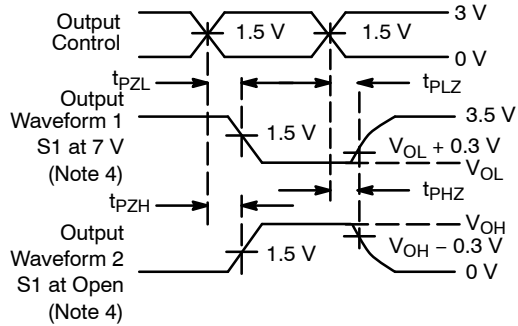 Output
Control
1.5 V
1.5 V
3 V
0 V
tPZL
tPLZ
Output
Waveform 1
S1 at 7 V
(Note 4)
1.5 V
3.5 V
VOL + 0.3 V
VOL
tPZH
tPHZ
Output
Waveform 2
S1 at Open
(Note 4)
1.5 V
VOH
VOH − 0.3 V
0 V